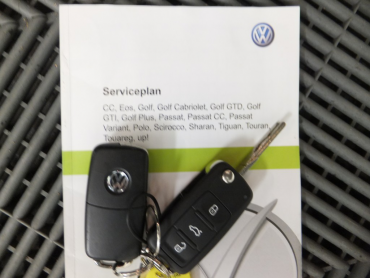 Serviceplan
CC, Eos, Golf, Golf Cabriolet, Golf GTD, Golf
GTI, Golf Plus, Passat, Passat CC, Passat
Variant, Polo, Scirocco, Sharan, Tiguan, Touran,
Touareg, up!